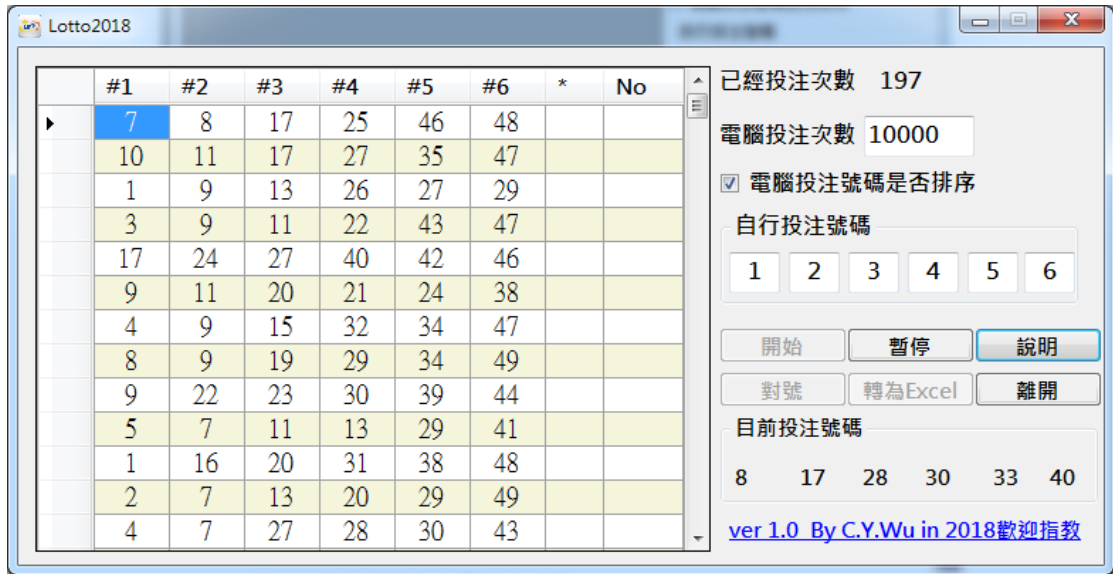 Lotto2018
#1 #2 #3 #4 #5 #6 * No
7 8 17 25 46 48
10 11 17 27 35 47
1 9 13 26 27 29
3 9 11 22 43 47
17 24 27 40 42 46
9 11 20 21 24 38
4 9 15 32 34 47
8 9 19 29 34 49
9 22 23 30 39 44
5 7 11 13 29 41
1 16 20 31 38 48
2 7 13 20 29 49
4 7 27 28 30 43
已經投注次數 197
電腦投注次數 10000
電腦投注號碼是否排序
自行投注號碼
1 2 3 4 5 6
開始 暫停 說明
對號 轉為Excel 離開
目前投注號碼
8 17 28 30 33 40
ver 1.0 By C.Y.Wu in 2018歡迎指教